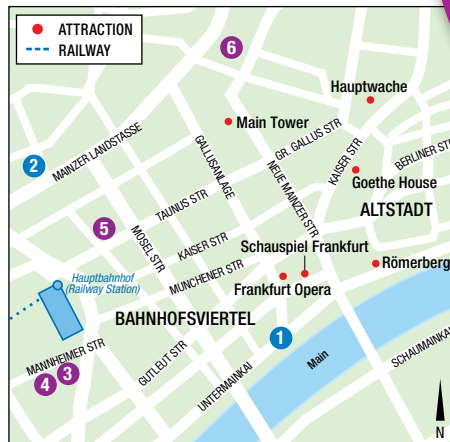 ATTRACTION
RAILWAY
6
Hauptwache
Main Tower
MAINZER LANDSTASSE
GALLUSANLAGE
GR. GALLUS STR
KAISER STR
BERLINER STR
2
NEUE MAINZER STR
Goethe House
TAUNUS STR
ALTSTADT
5
MOSEL STR
KAISER STR
Schauspiel Frankfurt
MUNCHENER STR
Römerberg
Hauptbahnhof
(Railway Station)
Frankfurt Opera
BAHNHOFSVIERTEL
1
MANNHEIMER STR
GUTLEUT STR
Main
SCHAUMAINKAI
UNTERMAINKAI
4
3
N